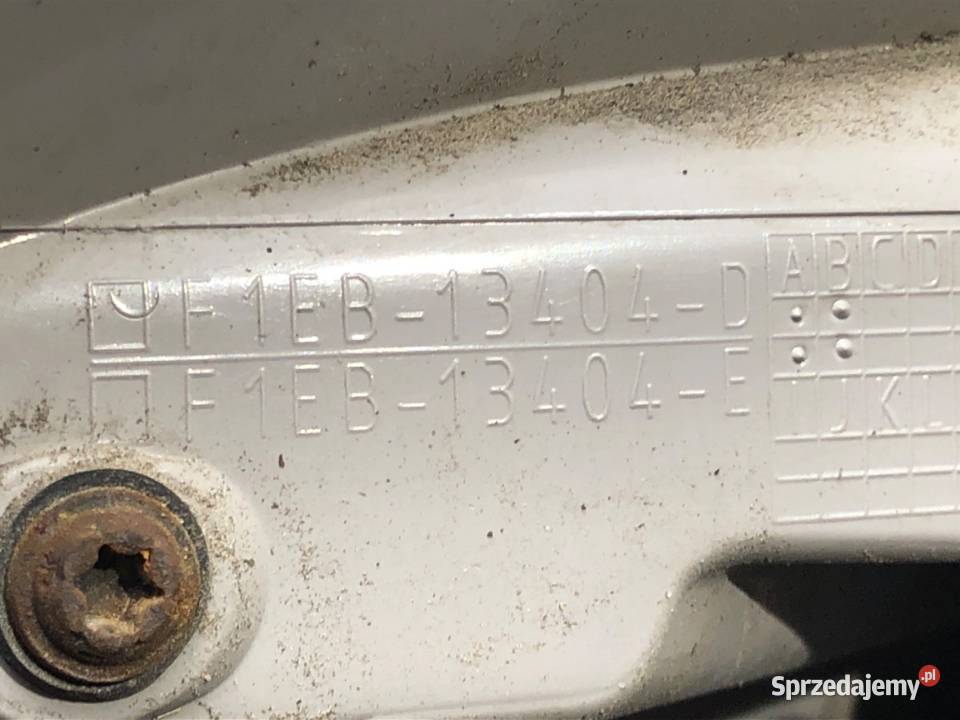 F1EB-13404-D
F1EB-13404-E
A B C D
J K L
Sprzedajemy.pl